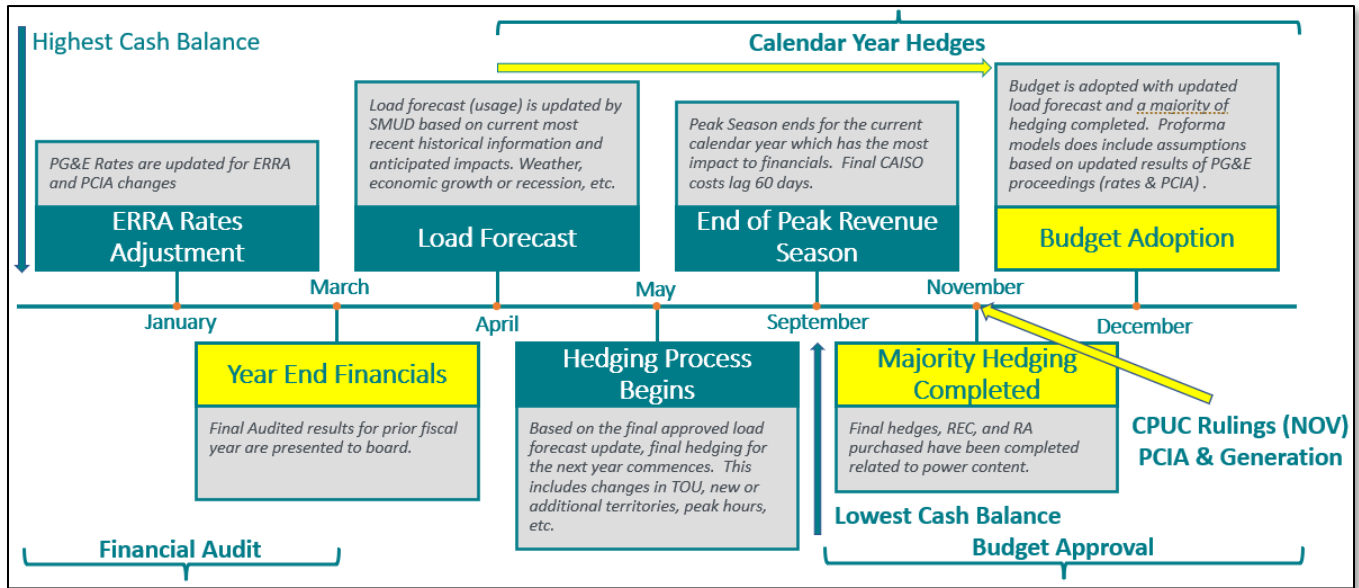 Highest Cash Balance
Calendar Year Hedges
PG&E Rates are updated for ERRA
and PCIA changes
ERRA Rates
Adjustment
Load forecast (usage) is updated by
SMUD based on current most
recent historical information and
anticipated impacts. Weather,
economic growth or recession, etc.
Load Forecast
Peak Season ends for the current
calendar year which has the most
impact to financials. Final CAISO
costs lag 60 days.
End of Peak Revenue
Season
Budget is adopted with updated
load forecast and a majority of
hedging completed. Proforma
models does include assumptions
based on updated results of PG&E
proceedings (rates & PCIA) .
Budget Adoption
January
March
April
May
September
November
December
Year End Financials
Final Audited results for prior fiscal
year are presented to board.
Hedging Process
Begins
Based on the final approved load
forecast update, final hedging for
the next year commences. This
includes changes in TOU, new or
additional territories, peak hours,
etc.
Majority Hedging
Completed
Final hedges, REC, and RA
purchased have been completed
related to power content.
CPUC Rulings (NOV)
PCIA & Generation
Lowest Cash Balance
Financial Audit
Budget Approval